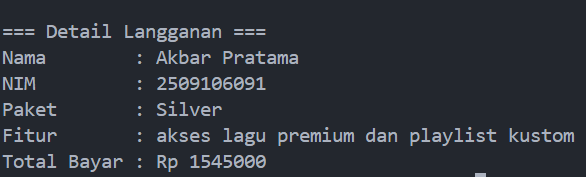 === Detail Langganan ===
Nama        : Akbar Pratama
NIM         : 2509106091
Paket       : Silver
Fitur       : akses lagu premium dan playlist kustom
Total Bayar : Rp 1545000